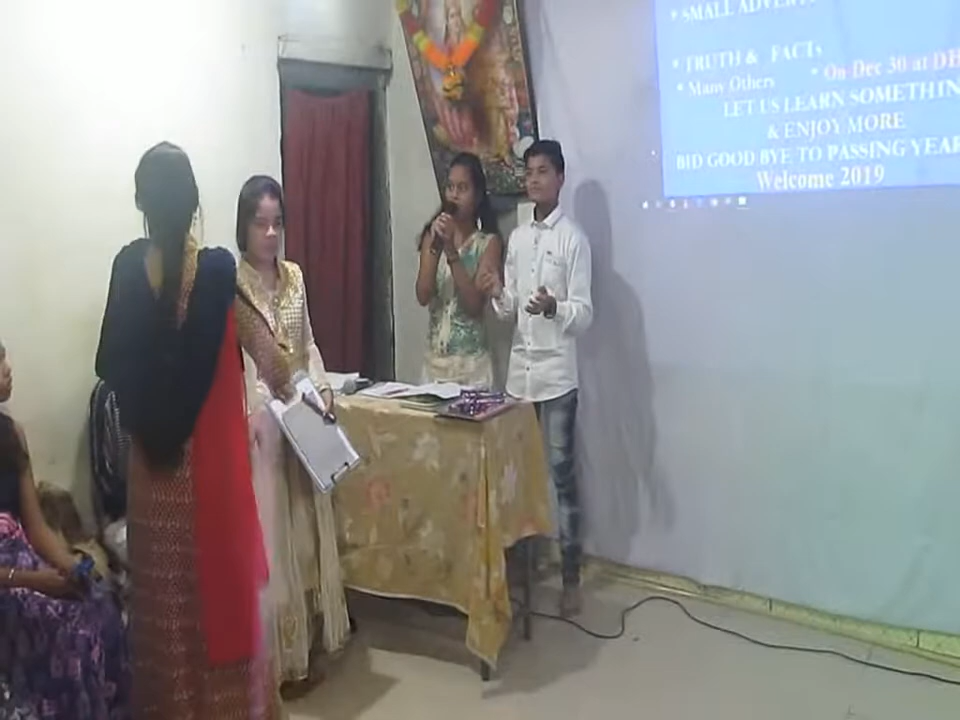 * SMALL
* TRUTH & FACTs
* Many Others * On Dec 30 at DH
LET US LEARN SOMETHIN
& ENJOY MORE
BID GOOD BYE TO PASSING YEAR
Welcome 2019